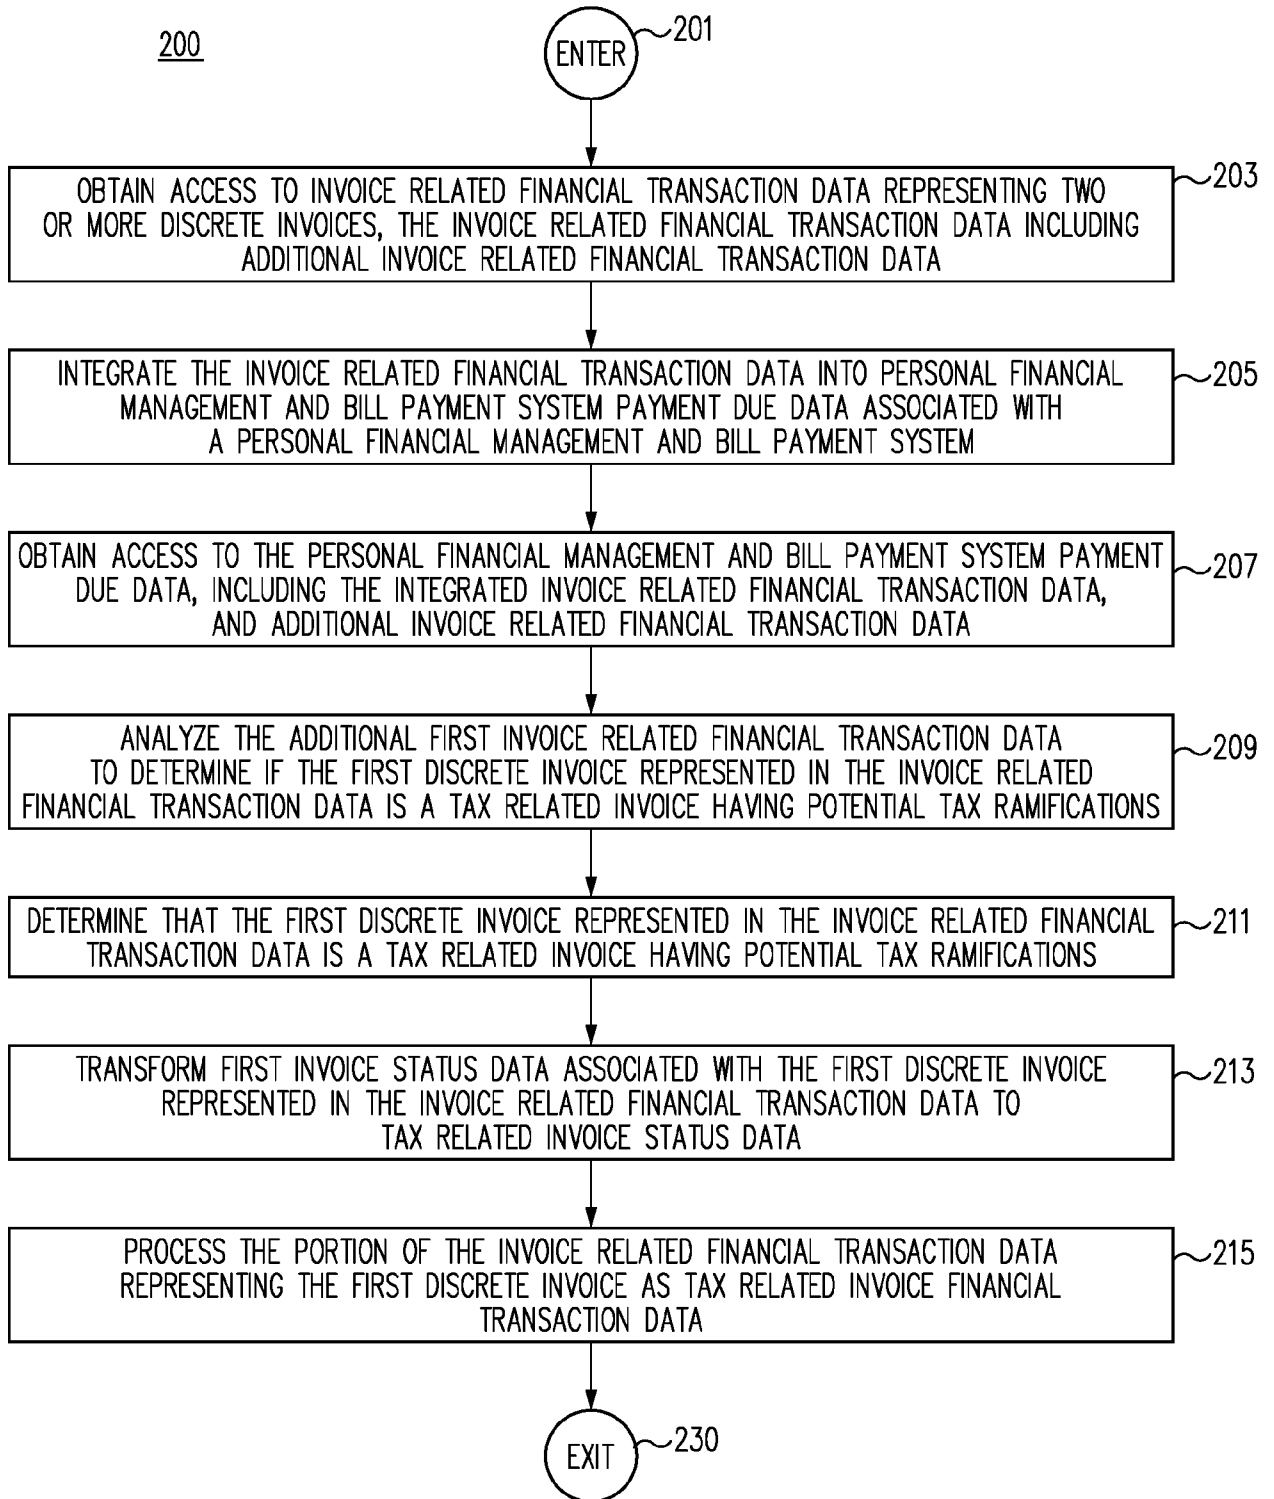 200
ENTER
201
OBTAIN ACCESS TO INVOICE RELATED FINANCIAL TRANSACTION DATA REPRESENTING TWO
OR MORE DISCRETE INVOICES, THE INVOICE RELATED FINANCIAL TRANSACTION DATA INCLUDING
ADDITIONAL INVOICE RELATED FINANCIAL TRANSACTION DATA
203
INTEGRATE THE INVOICE RELATED FINANCIAL TRANSACTION DATA INTO PERSONAL FINANCIAL
MANAGEMENT AND BILL PAYMENT SYSTEM PAYMENT DUE DATA ASSOCIATED WITH
A PERSONAL FINANCIAL MANAGEMENT AND BILL PAYMENT SYSTEM
205
OBTAIN ACCESS TO THE PERSONAL FINANCIAL MANAGEMENT AND BILL PAYMENT SYSTEM PAYMENT
DUE DATA, INCLUDING THE INTEGRATED INVOICE RELATED FINANCIAL TRANSACTION DATA,
AND ADDITIONAL INVOICE RELATED FINANCIAL TRANSACTION DATA
207
ANALYZE THE ADDITIONAL FIRST INVOICE RELATED FINANCIAL TRANSACTION DATA
TO DETERMINE IF THE FIRST DISCRETE INVOICE REPRESENTED IN THE INVOICE RELATED
FINANCIAL TRANSACTION DATA IS A TAX RELATED INVOICE HAVING POTENTIAL TAX RAMIFICATIONS
209
DETERMINE THAT THE FIRST DISCRETE INVOICE REPRESENTED IN THE INVOICE RELATED FINANCIAL
TRANSACTION DATA IS A TAX RELATED INVOICE HAVING POTENTIAL TAX RAMIFICATIONS
211
TRANSFORM FIRST INVOICE STATUS DATA ASSOCIATED WITH THE FIRST DISCRETE INVOICE
REPRESENTED IN THE INVOICE RELATED FINANCIAL TRANSACTION DATA TO
TAX RELATED INVOICE STATUS DATA
213
PROCESS THE PORTION OF THE INVOICE RELATED FINANCIAL TRANSACTION DATA
REPRESENTING THE FIRST DISCRETE INVOICE AS TAX RELATED INVOICE FINANCIAL
TRANSACTION DATA
215
EXIT
230